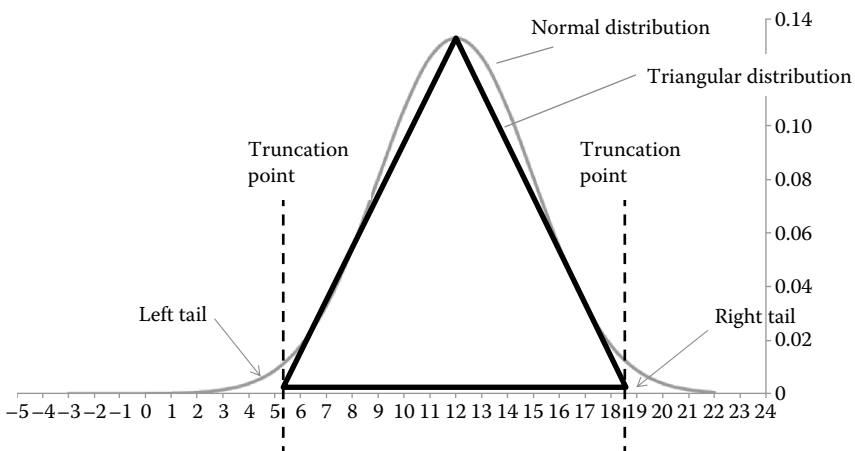 0.14
Normal distribution
Triangular distribution
0.10
Truncation
point
Truncation
point
0.08
0.06
0.04
Left tail
Right tail
0.02
0
−5 −4 −3 −2 −1 0 1 2 3 4 5 6 7 8 9 10 11 12 13 14 15 16 17 18 19 20 21 22 23 24